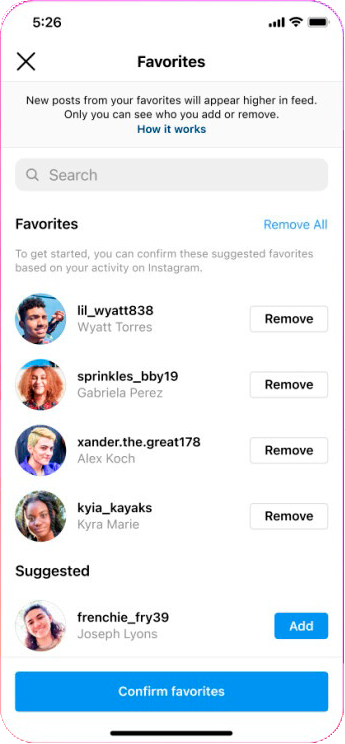 5:26
Favorites
New posts from your favorites will appear higher in feed.
Only you can see who you add or remove.
How it works
Search
Favorites Remove All
To get started, you can confirm these suggested favorites
based on your activity on Instagram.
lil_wyatt838
Wyatt Torres
Remove
sprinkles_bby19
Gabriela Perez
Remove
xander.the.great178
Alex Koch
Remove
kyia_kayaks
Kyra Marie
Remove
Suggested
frenchie_fry39
Joseph Lyons
Add
Confirm favorites